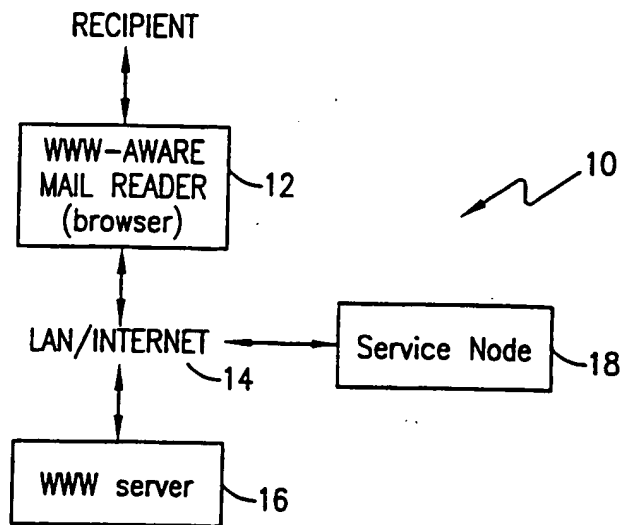 RECIPIENT
WWW-AWARE
MAIL READER
(browser)
12
10
LAN/INTERNET
14
Service Node
18
WWW server
16